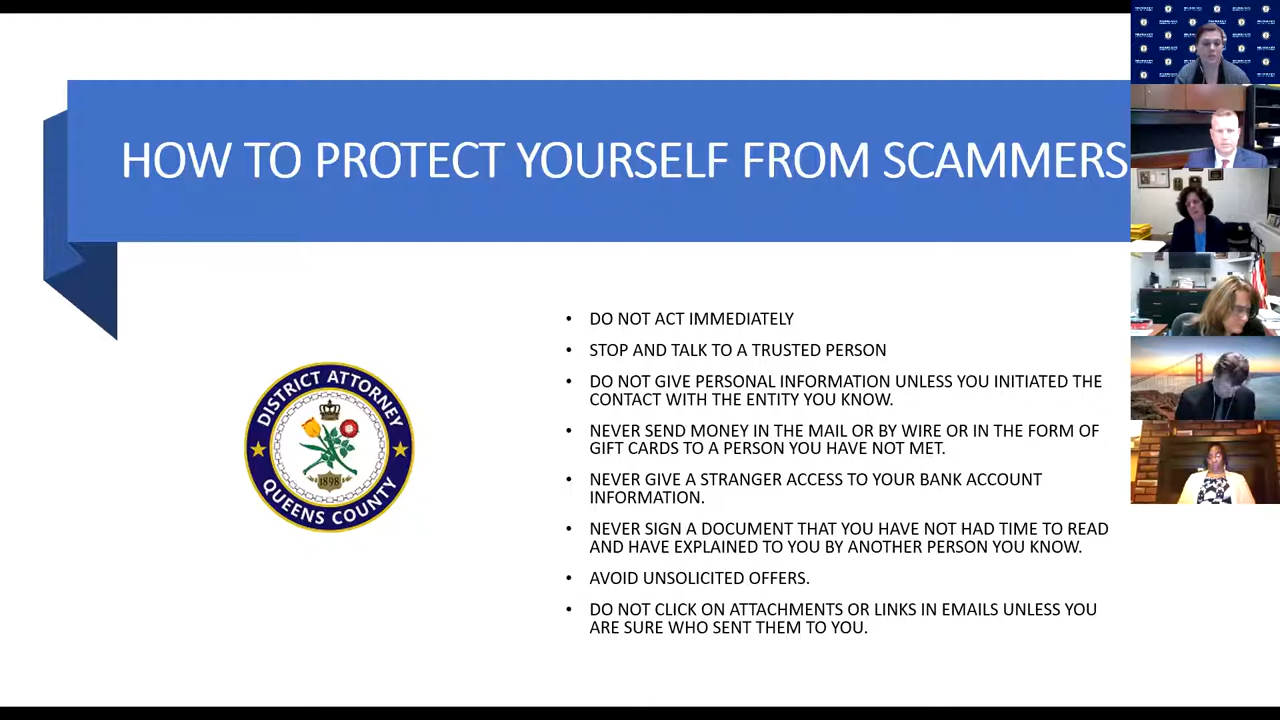 HOW TO PROTECT YOURSELF FROM SCAMMERS
• DO NOT ACT IMMEDIATELY
• STOP AND TALK TO A TRUSTED PERSON
• DO NOT GIVE PERSONAL INFORMATION UNLESS YOU INITIATED THE
CONTACT WITH THE ENTITY YOU KNOW.
• NEVER SEND MONEY IN THE MAIL OR BY WIRE OR IN THE FORM OF
GIFT CARDS TO A PERSON YOU HAVE NOT MET.
• NEVER GIVE A STRANGER ACCESS TO YOUR BANK ACCOUNT
INFORMATION.
• NEVER SIGN A DOCUMENT THAT YOU HAVE NOT HAD TIME TO READ
AND HAVE EXPLAINED TO YOU BY ANOTHER PERSON YOU KNOW.
• AVOID UNSOLICITED OFFERS.
• DO NOT CLICK ON ATTACHMENTS OR LINKS IN EMAILS UNLESS YOU
ARE SURE WHO SENT THEM TO YOU.
DISTRICT ATTORNEY
1898
QUEENS COUNTY